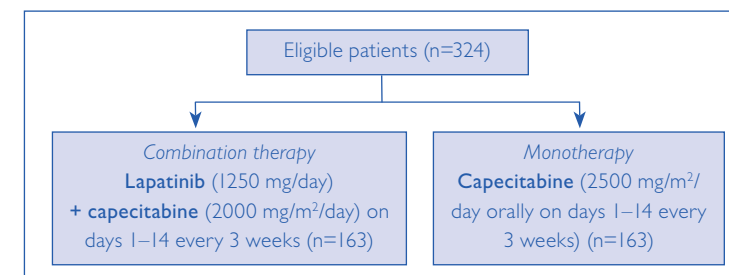 Eligible patients (n=324)
Combination therapy
Lapatinib (1250 mg/day)
+ capecitabine (2000 mg/m²/day) on
days 1–14 every 3 weeks (n=163)
Monotherapy
Capecitabine (2500 mg/m²/
day orally on days 1–14 every
3 weeks) (n=163)